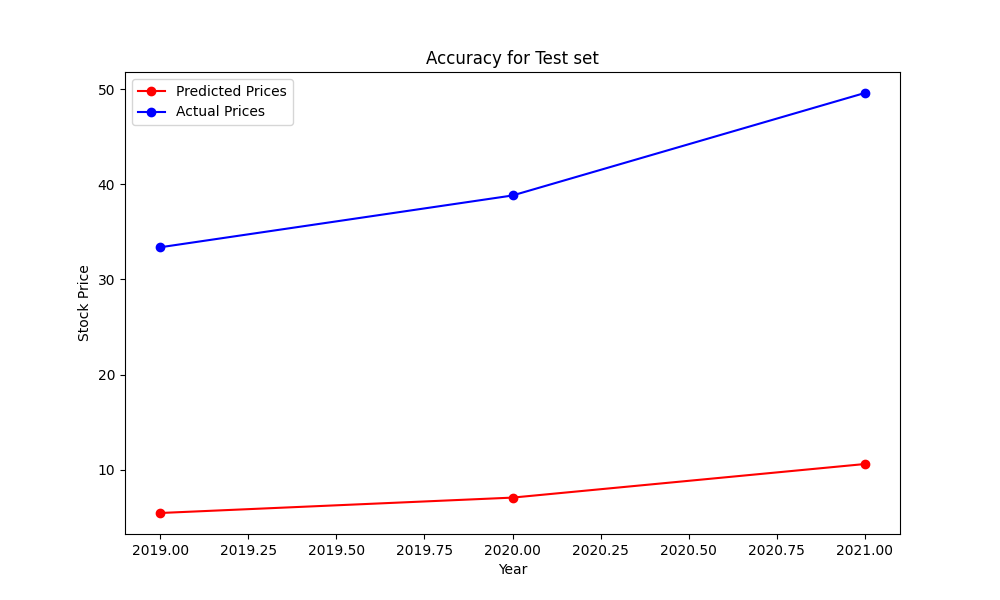 Accuracy for Test set
Predicted Prices
Actual Prices
50
40
30
20
10
Stock Price
2019.00 2019.25 2019.50 2019.75 2020.00 2020.25 2020.50 2020.75 2021.00
Year